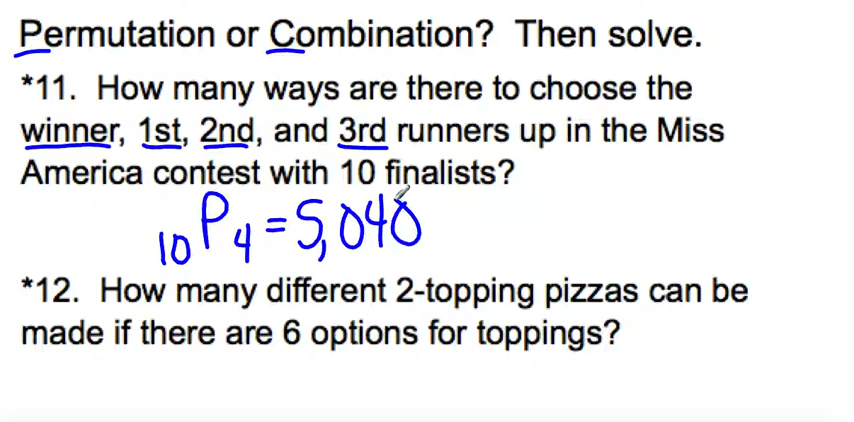 Permutation or Combination? Then solve.
*11. How many ways are there to choose the
winner, 1st, 2nd, and 3rd runners up in the Miss
America contest with 10 finalists?
10P4=5,040
*12. How many different 2-topping pizzas can be
made if there are 6 options for toppings?